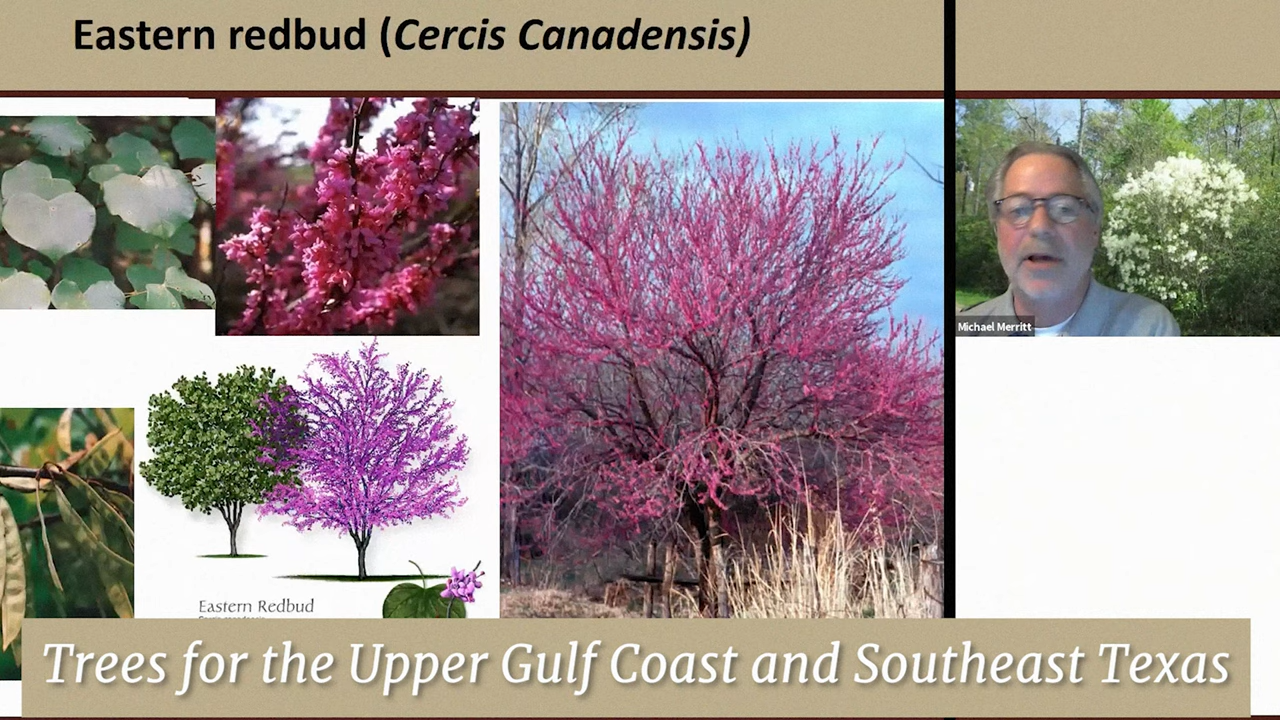 Eastern redbud (Cercis Canadensis)
Michael Merritt
Eastern Redbud
Trees for the Upper Gulf Coast and Southeast Texas